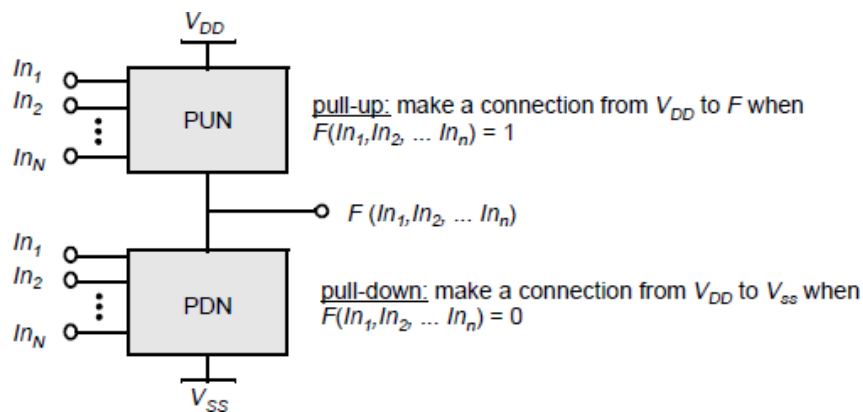 V_DD
In_1
In_2
In_N
PUN
pull-up: make a connection from V_DD to F when
F(In_1,In_2, ... In_n) = 1
F (In_1,In_2, ... In_n)
In_1
In_2
In_N
PDN
pull-down: make a connection from V_DD to V_ss when
F(In_1,In_2, ... In_n) = 0
V_SS